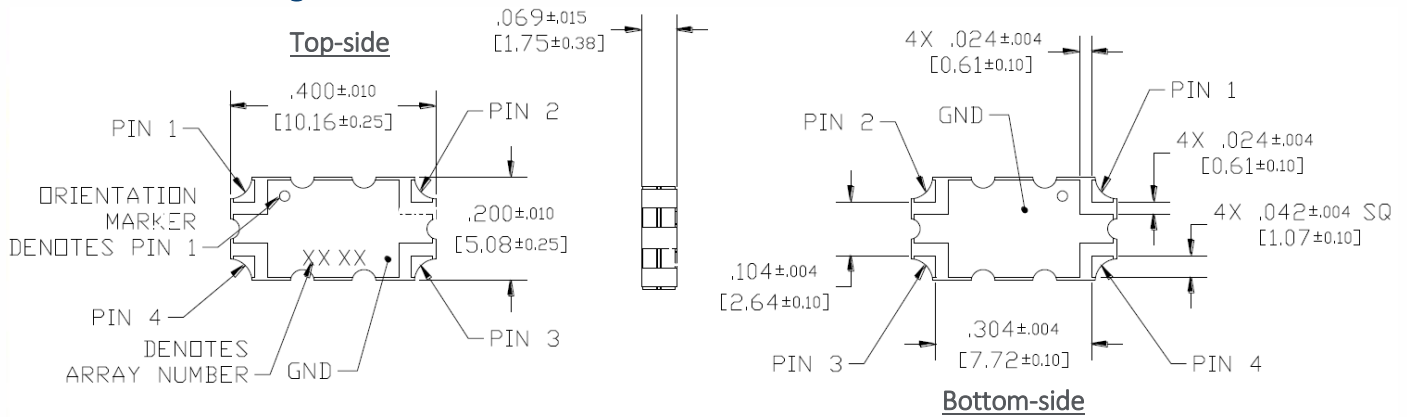 Top-side
.069±.015
[1.75±0.38]
4X .024±.004
[0.61±0.10]
.400±.010
[10.16±0.25]
PIN 1
PIN 2
ORIENTATION
MARKER
DENOTES PIN 1
.200±.010
[5.08±0.25]
XX XX
PIN 4
PIN 3
DENOTES
ARRAY NUMBER
GND
PIN 2
GND
PIN 1
4X .024±.004
[0.61±0.10]
4X .042±.004 SQ
[1.07±0.10]
.104±.004
[2.64±0.10]
.304±.004
[7.72±0.10]
PIN 3
PIN 4
Bottom-side